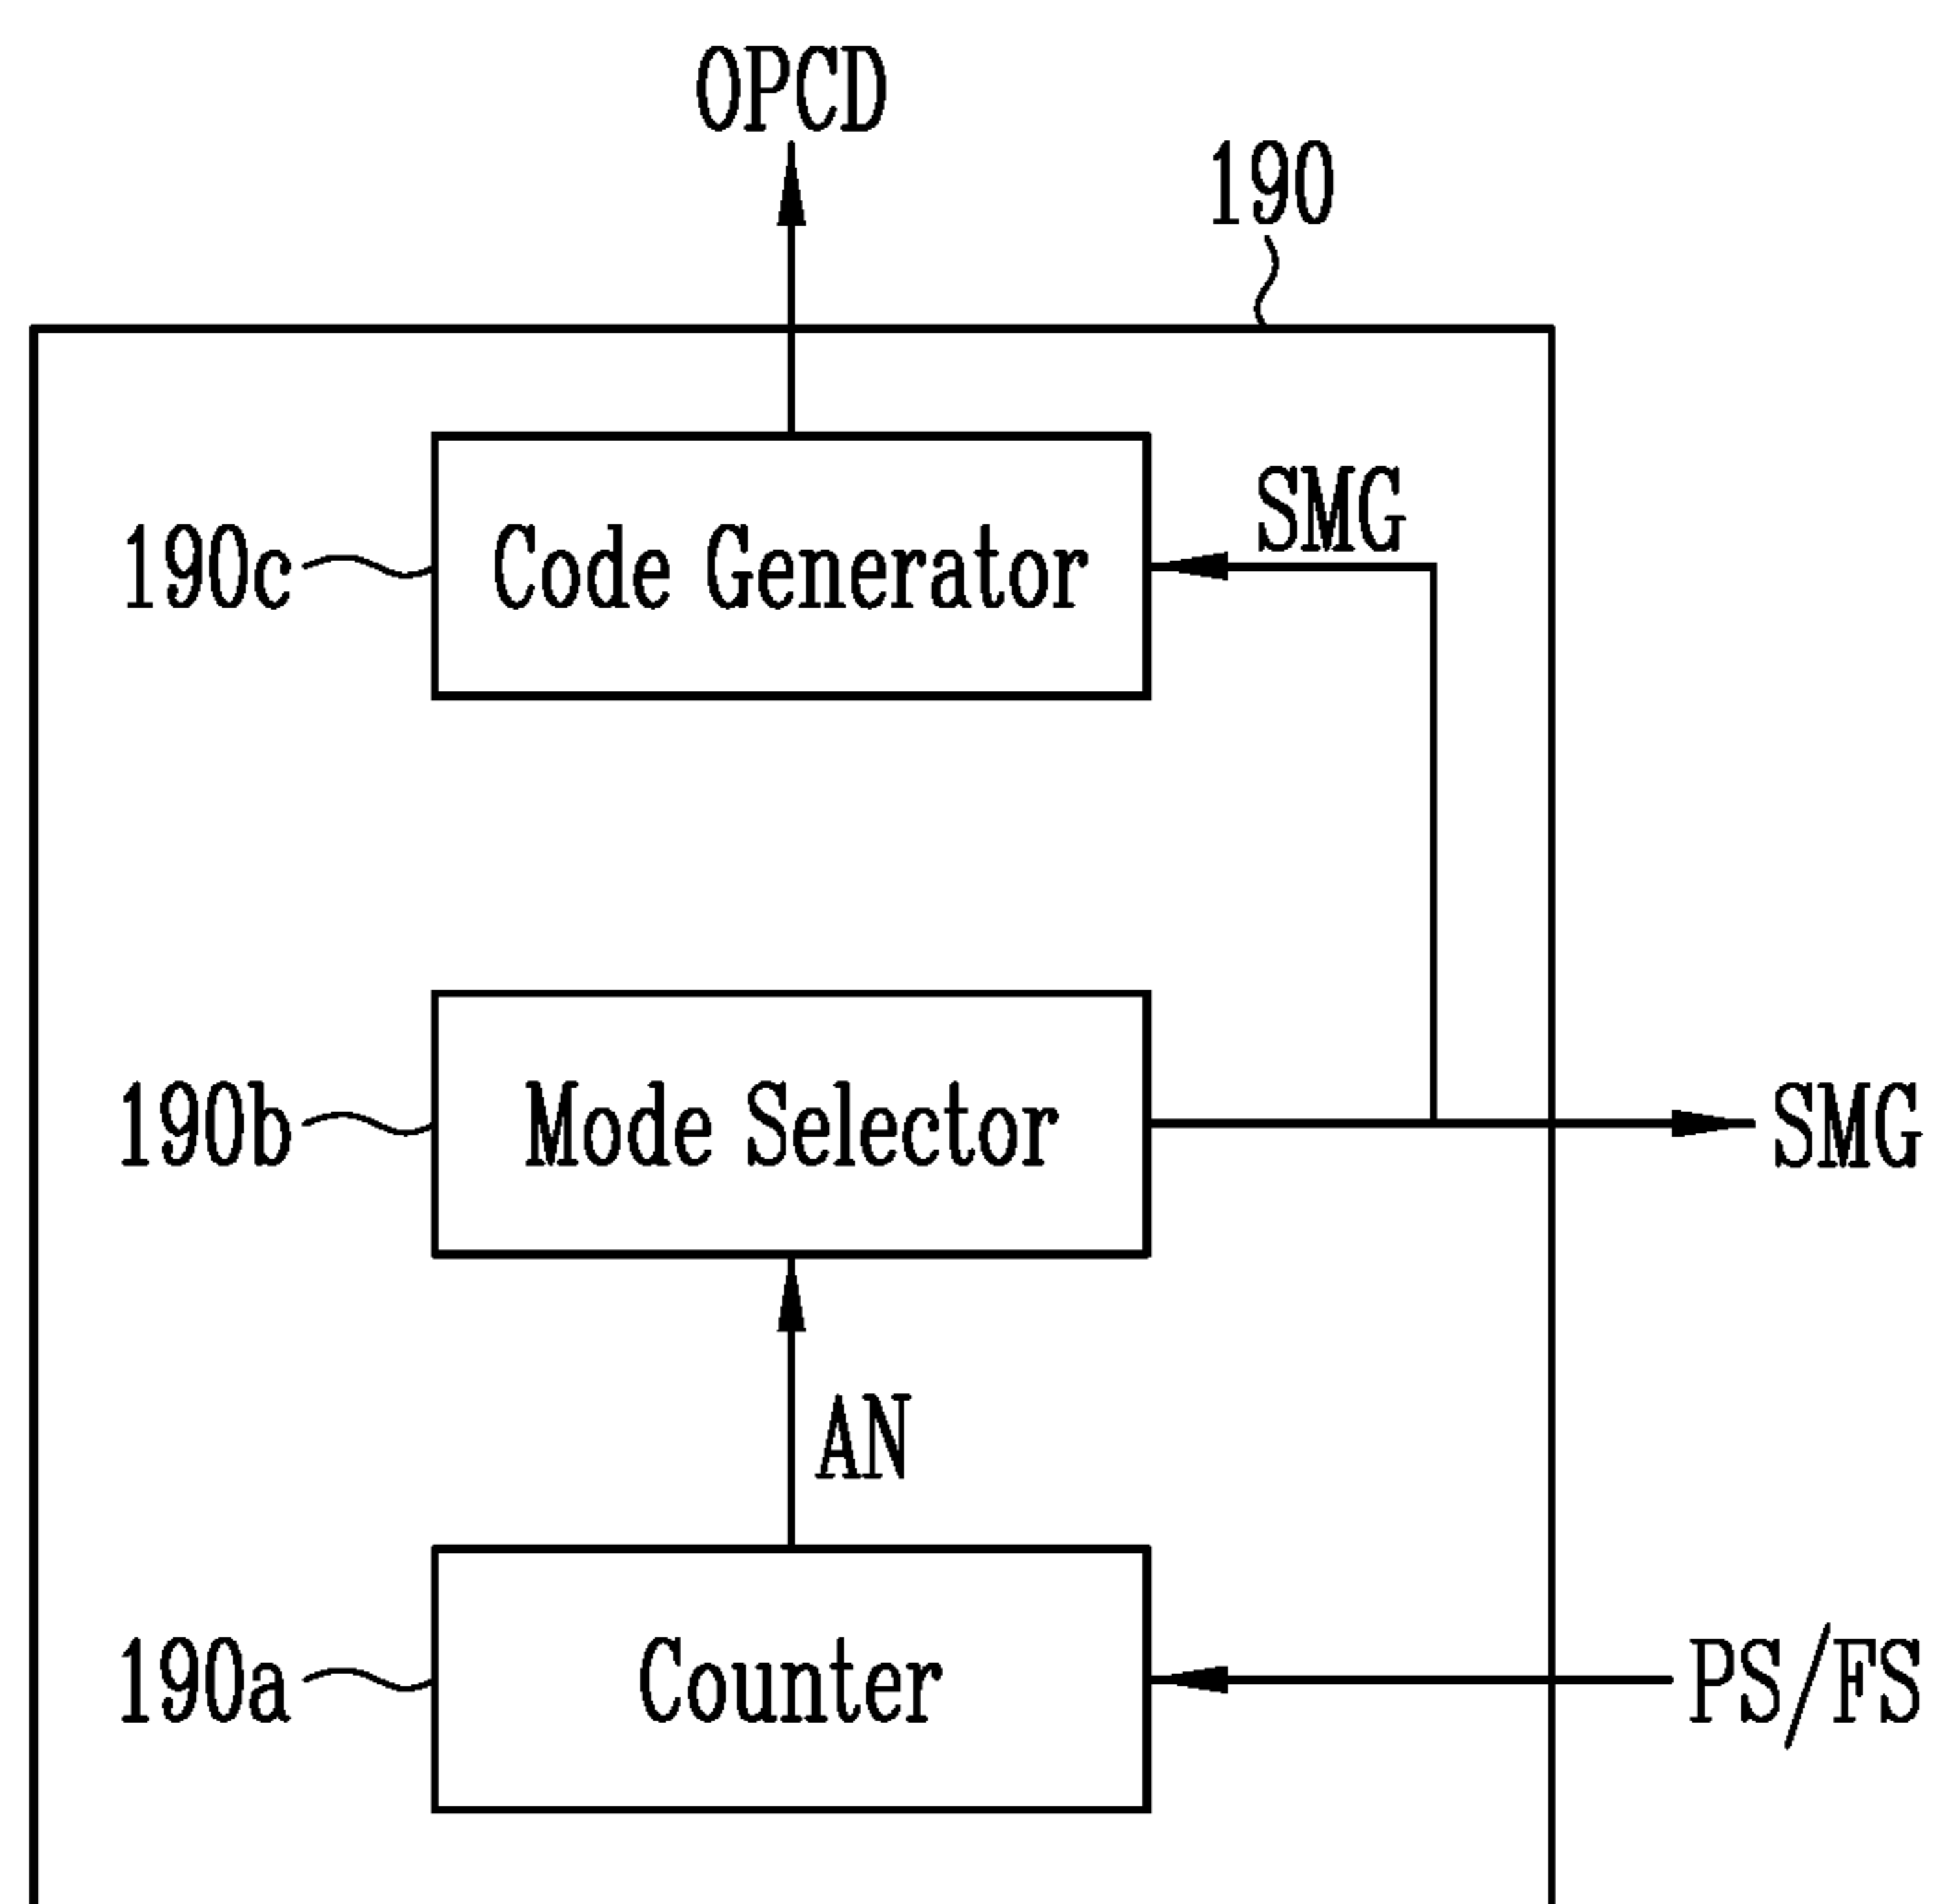 OPCD
190
SMG
190c Code Generator
190b Mode Selector
SMG
AN
190a Counter
PS/FS